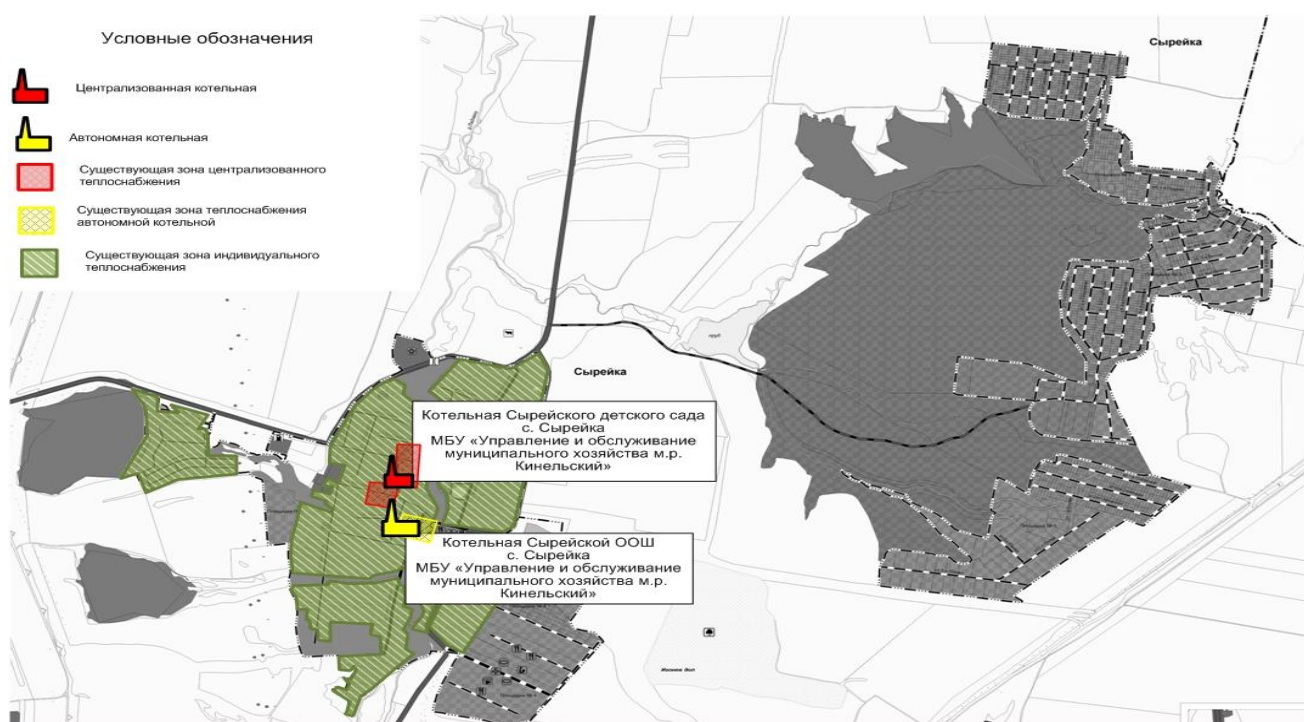 Условные обозначения
Централизованная котельная
Автономная котельная
Существующая зона централизованного
теплоснабжения
Существующая зона теплоснабжения
автономной котельной
Существующая зона индивидуального
теплоснабжения
Сырейка
пруд
Сырейка
Котельная Сырейского детского сада
с. Сырейка
МБУ «Управление и обслуживание
муниципального хозяйства м.р.
Кинельский»
Котельная Сырейской ООШ
с. Сырейка
МБУ «Управление и обслуживание
муниципального хозяйства м.р.
Кинельский»